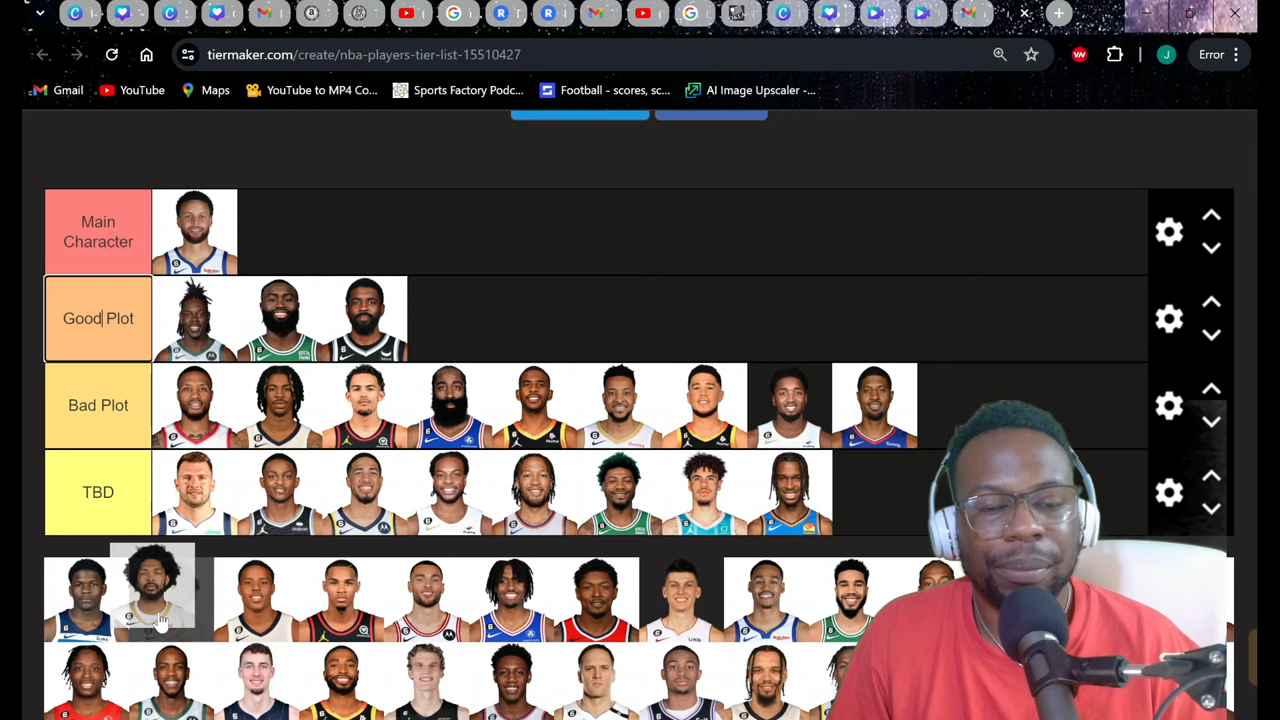 tiermaker.com/create/nba-players-tier-list-15510427
Error
Gmail
YouTube
Maps
YouTube to MP4 Co...
Sports Factory Podc...
Football - scores, sc...
AI Image Upscaler -...
Main
Character
Good Plot
Bad Plot
TBD